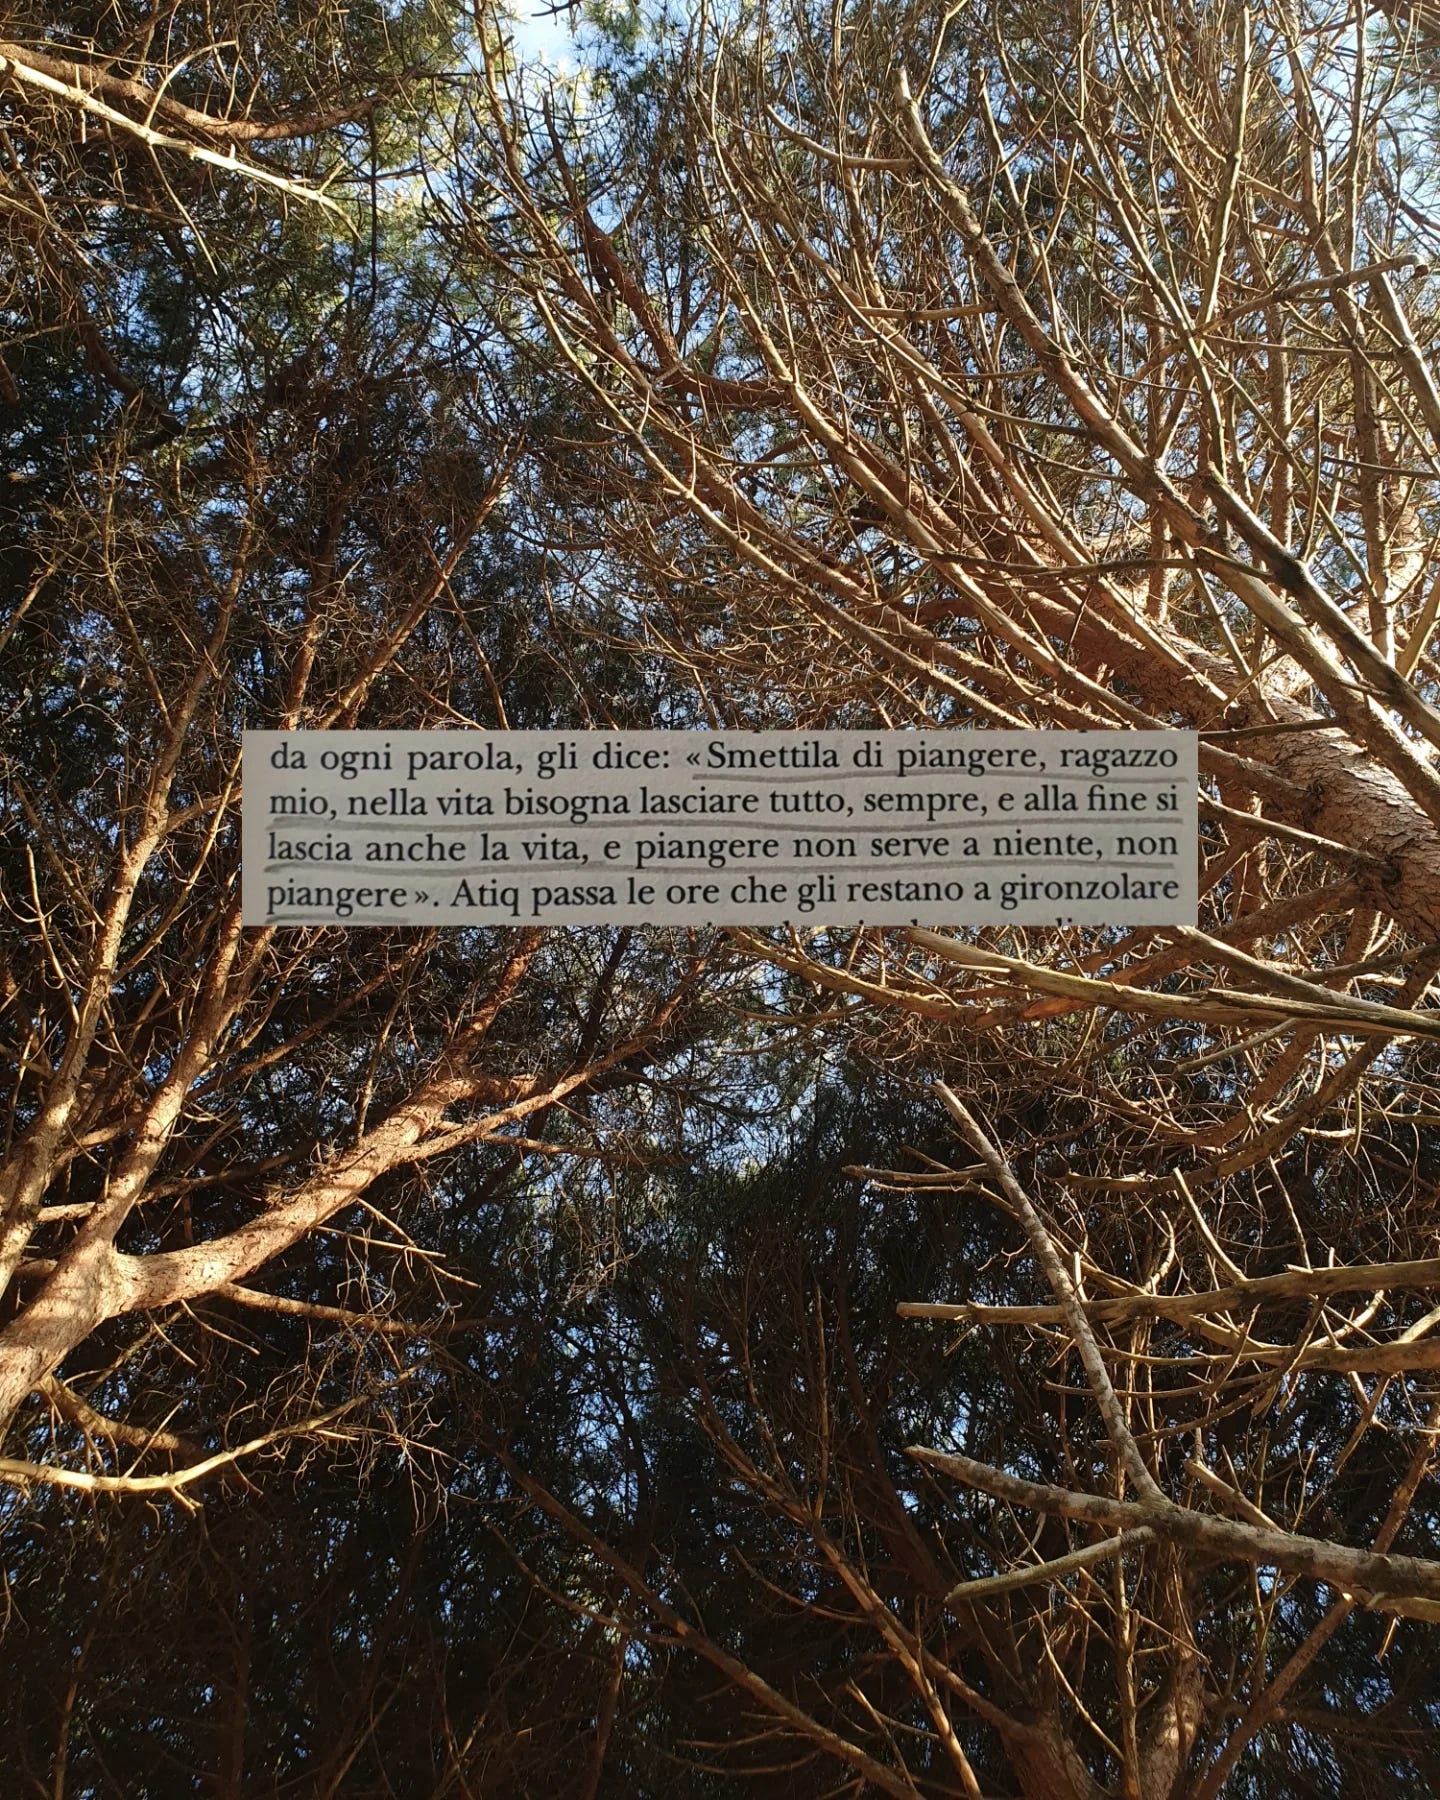 da ogni parola, gli dice: «Smettila di piangere, ragazzo
mio, nella vita bisogna lasciare tutto, sempre, e alla fine si
lascia anche la vita, e piangere non serve a niente, non
piangere». Atiq passa le ore che gli restano a gironzolare